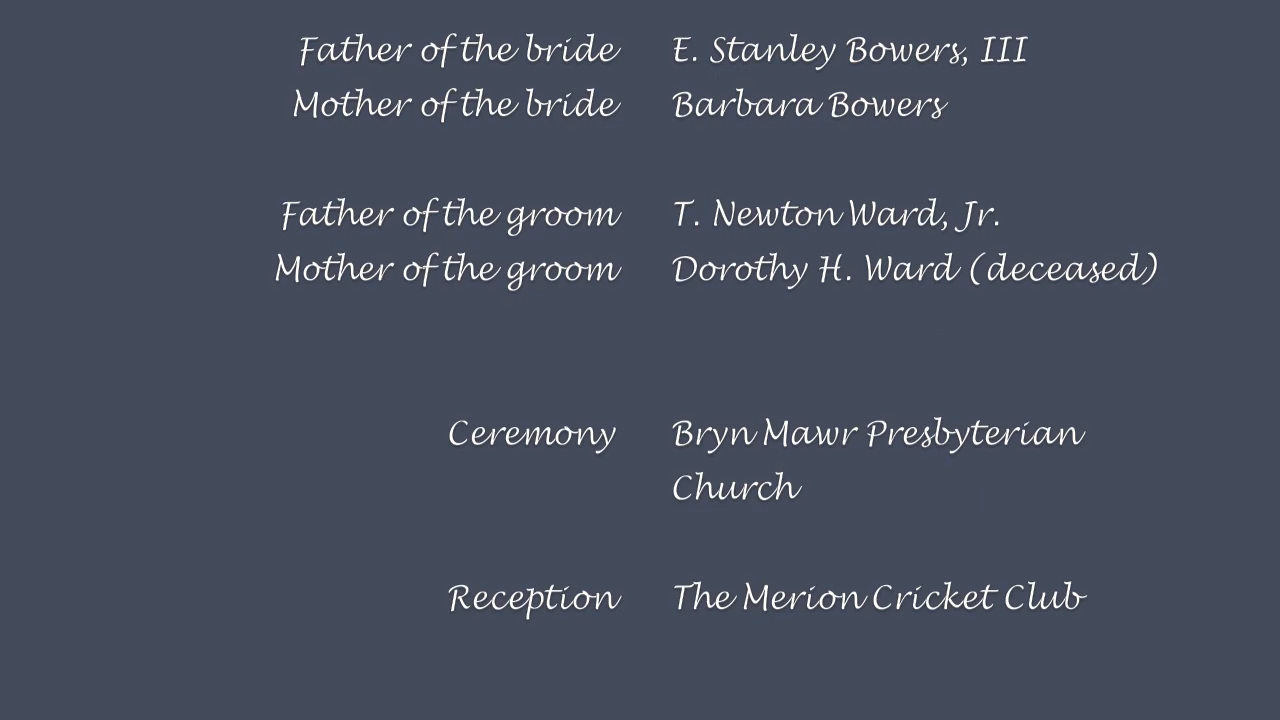 Father of the bride E. Stanley Bowers, III
Mother of the bride Barbara Bowers
Father of the groom T. Newton Ward, Jr.
Mother of the groom Dorothy H. Ward (deceased)
Ceremony Bryn Mawr Presbyterian
Church
Reception The Merion Cricket Club